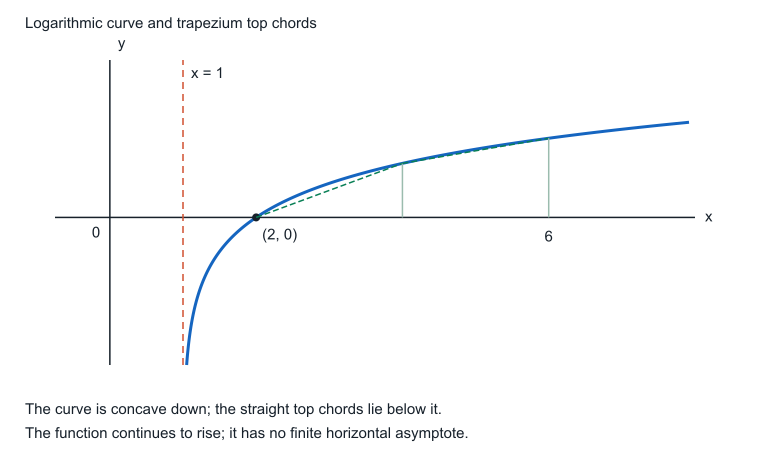 Logarithmic curve and trapezium top chords
y
x = 1
x
0
(2, 0)
6
The curve is concave down; the straight top chords lie below it.
The function continues to rise; it has no finite horizontal asymptote.